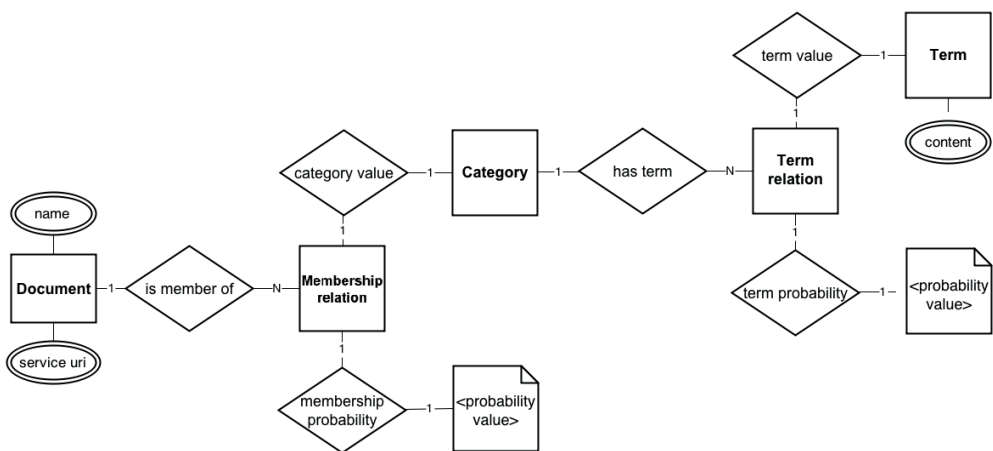 term value
1
Term
1
content
category value
1
Category
1
has term
N
Term
relation
1
name
1
Document
1
is member of
N
Membership
relation
1
term probability
1
<probability
value>
service uri
1
membership
probability
1
<probability
value>